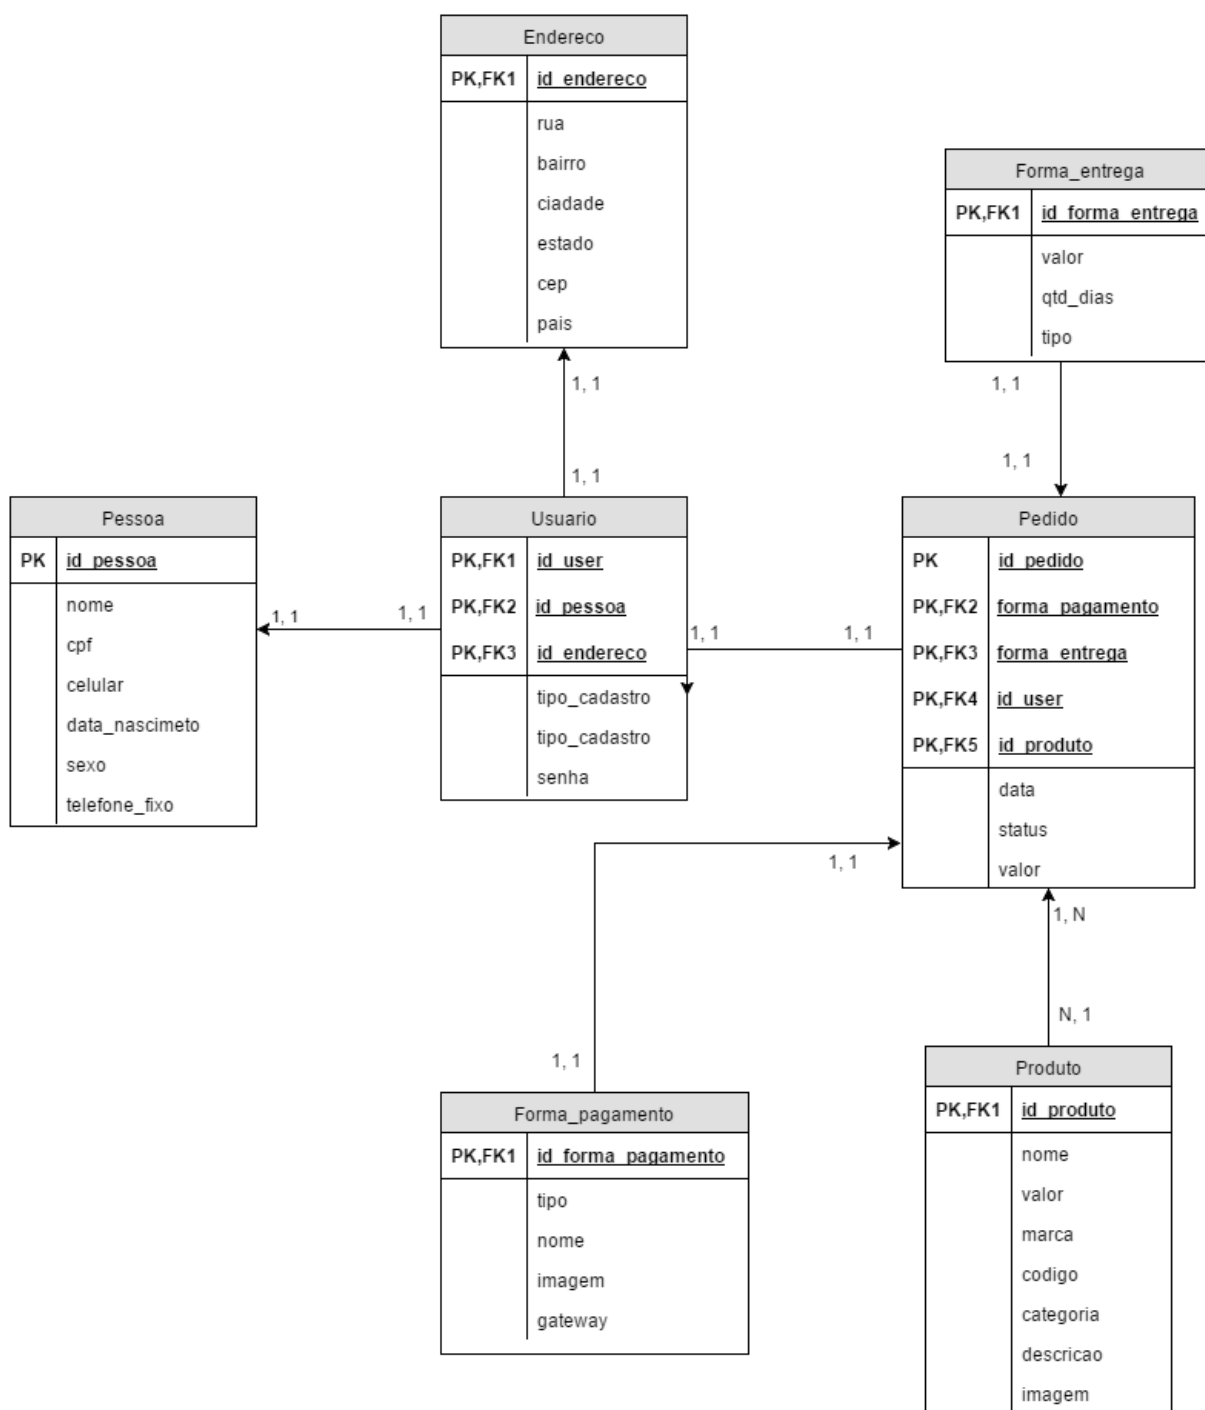 Endereco
PK,FK1 id_endereco
rua
bairro
ciadade
estado
cep
pais
Forma_entrega
PK,FK1 id_forma_entrega
valor
qtd_dias
tipo
1, 1
1, 1
1, 1
1, 1
Pessoa
PK id_pessoa
nome
cpf
celular
data_nascimeto
sexo
telefone_fixo
1, 1
1, 1
Usuario
PK,FK1 id_user
PK,FK2 id_pessoa
PK,FK3 id_endereco
tipo_cadastro
tipo_cadastro
senha
1, 1
1, 1
Pedido
PK id_pedido
PK,FK2 forma_pagamento
PK,FK3 forma_entrega
PK,FK4 id_user
PK,FK5 id_produto
data
status
valor
1, 1
1, N
N, 1
1, 1
Forma_pagamento
PK,FK1 id_forma_pagamento
tipo
nome
imagem
gateway
Produto
PK,FK1 id_produto
nome
valor
marca
codigo
categoria
descricao
imagem